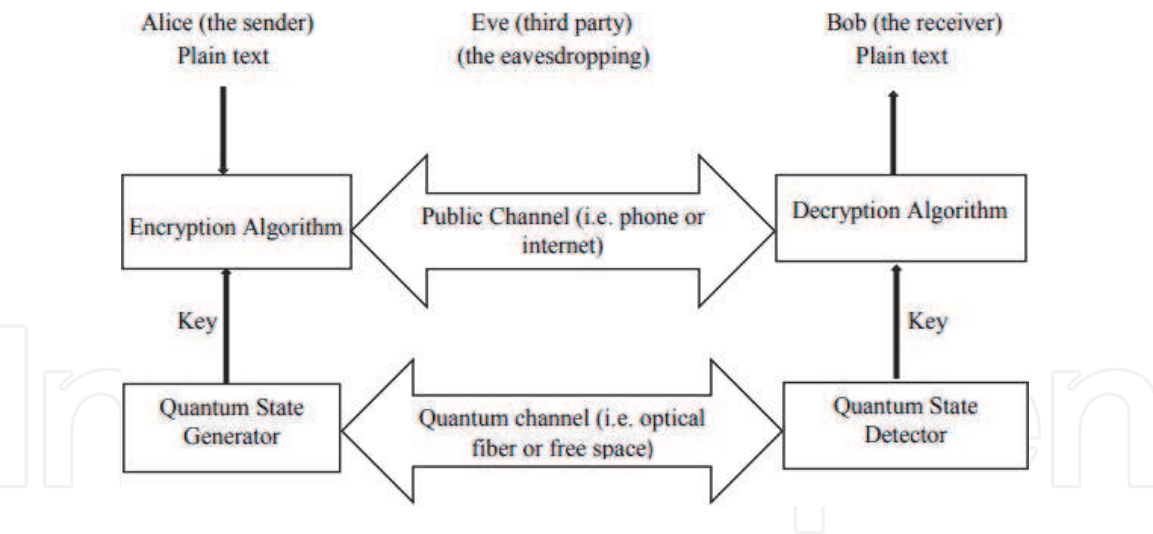 Alice (the sender)
Plain text
Eve (third party)
(the eavesdropping)
Bob (the receiver)
Plain text
Encryption Algorithm
Public Channel (i.e. phone or
internet)
Decryption Algorithm
Key
Key
Quantum State
Generator
Quantum channel (i.e. optical
fiber or free space)
Quantum State
Detector